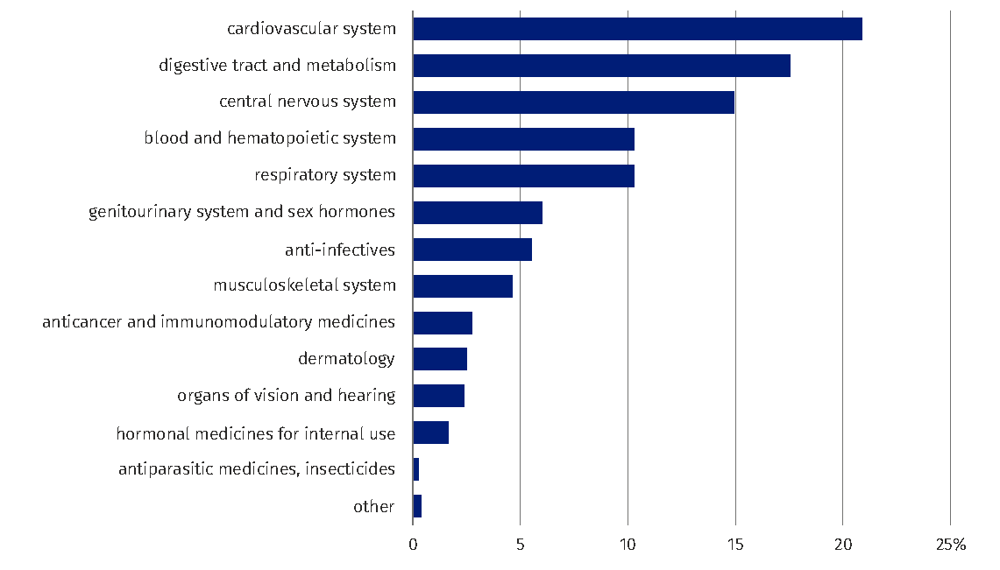 cardiovascular system
digestive tract and metabolism
central nervous system
blood and hematopoietic system
respiratory system
genitourinary system and sex hormones
anti-infectives
musculoskeletal system
anticancer and immunomodulatory medicines
dermatology
organs of vision and hearing
hormonal medicines for internal use
antiparasitic medicines, insecticides
other
0 5 10 15 20 25%